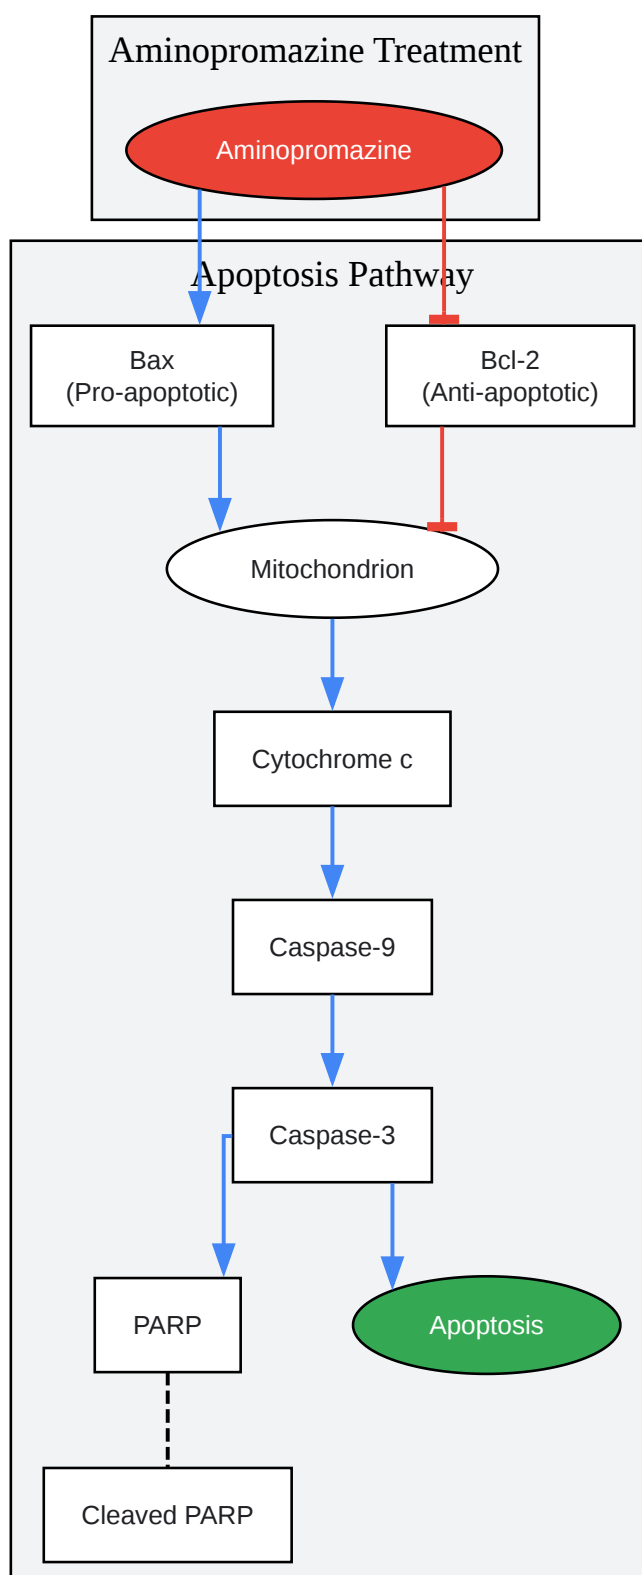 Aminopromazine Treatment
Aminopromazine
Apoptosis Pathway
Bax
(Pro-apoptotic)
Bcl-2
(Anti-apoptotic)
Mitochondrion
Cytochrome c
Caspase-9
Caspase-3
PARP
Apoptosis
Cleaved PARP